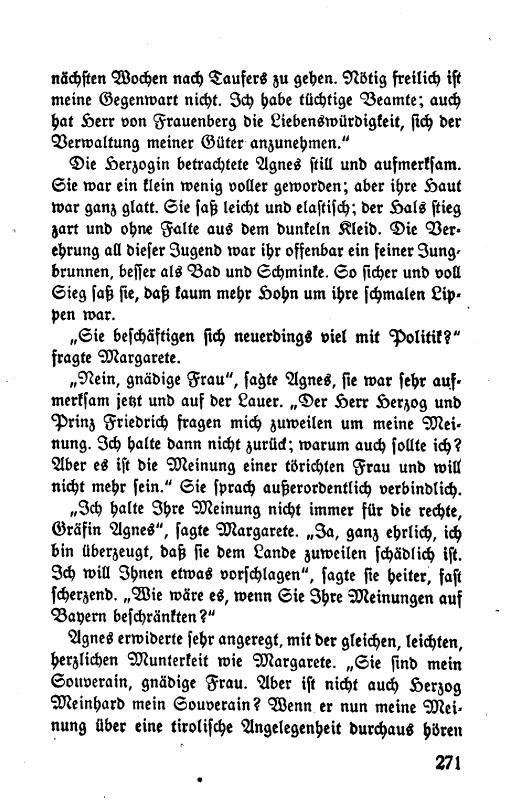 nächsten Wochen nach Taufers zu gehen. Nötig freilich ist
meine Gegenwart nicht. Ich habe tüchtige Beamte; auch
hat Herr von Frauenberg die Liebenswürdigkeit, sich der
Verwaltung meiner Güter anzunehmen.“
Die Herzogin betrachtete Agnes still und aufmerksam.
Sie war ein klein wenig voller geworden; aber ihre Haut
war ganz glatt. Sie saß leicht und elastisch; der Hals stieg
zart und ohne Falte aus dem dunkeln Kleid. Die Ver-
ehrung all dieser Jugend war ihr offenbar ein feiner Jung-
brunnen, besser als Bad und Schminke. So sicher und voll
Sieg saß sie, daß kaum mehr Hohn um ihre schmalen Lip-
pen war.
„Sie beschäftigen sich neuerdings viel mit Politik?“
fragte Margarete.
„Nein, gnädige Frau“, sagte Agnes, sie war sehr auf-
merksam jetzt und auf der Lauer. „Der Herr Herzog und
Prinz Friedrich fragen mich zuweilen um meine Mei-
nung. Ich halte dann nicht zurück; warum auch sollte ich?
Aber es ist die Meinung einer törichten Frau und will
nicht mehr sein.“ Sie sprach außerordentlich verbindlich.
„Ich halte Ihre Meinung nicht immer für die rechte,
Gräfin Agnes“, sagte Margarete. „Ja, ganz ehrlich, ich
bin überzeugt, daß sie dem Lande zuweilen schädlich ist.
Ich will Ihnen etwas vorschlagen“, sagte sie heiter, fast
scherzend. „Wie wäre es, wenn Sie Ihre Meinungen auf
Bayern beschränkten?“
Agnes erwiderte sehr angeregt, mit der gleichen, leichten,
herzlichen Munterkeit wie Margarete. „Sie sind mein
Souverain, gnädige Frau. Aber ist nicht auch Herzog
Meinhard mein Souverain? Wenn er nun meine Mei-
nung über eine tirolische Angelegenheit durchaus hören
271